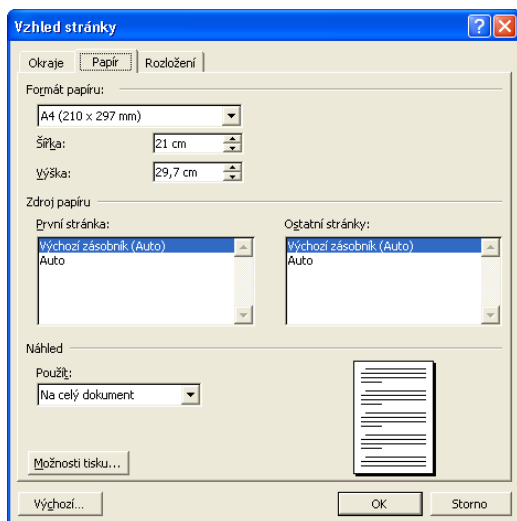 Vzhled stránky
Okraje Papír Rozložení
Formát papíru:
A4 (210 x 297 mm)
Šířka: 21 cm
Výška: 29,7 cm
Zdroj papíru
První stránka: Ostatní stránky:
Výchozí zásobník (Auto) Výchozí zásobník (Auto)
Auto Auto
Náhled
Použít:
Na celý dokument
Možnosti tisku...
Výchozí... OK Storno